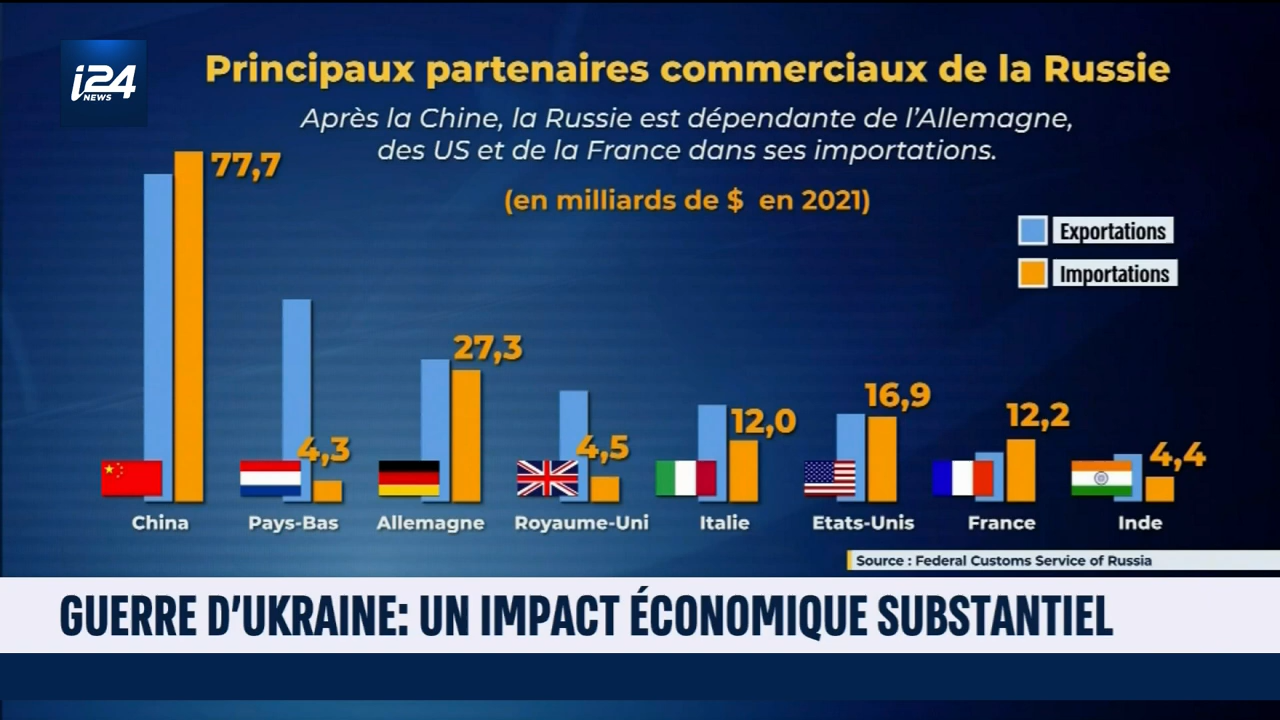 i24
NEWS
Principaux partenaires commerciaux de la Russie
Après la Chine, la Russie est dépendante de l'Allemagne,
des US et de la France dans ses importations.
(en milliards de $ en 2021)
Exportations
Importations
77,7
4,3
27,3
4,5
12,0
16,9
12,2
4,4
China
Pays-Bas
Allemagne
Royaume-Uni
Italie
Etats-Unis
France
Inde
Source : Federal Customs Service of Russia
GUERRE D'UKRAINE: UN IMPACT ÉCONOMIQUE SUBSTANTIEL